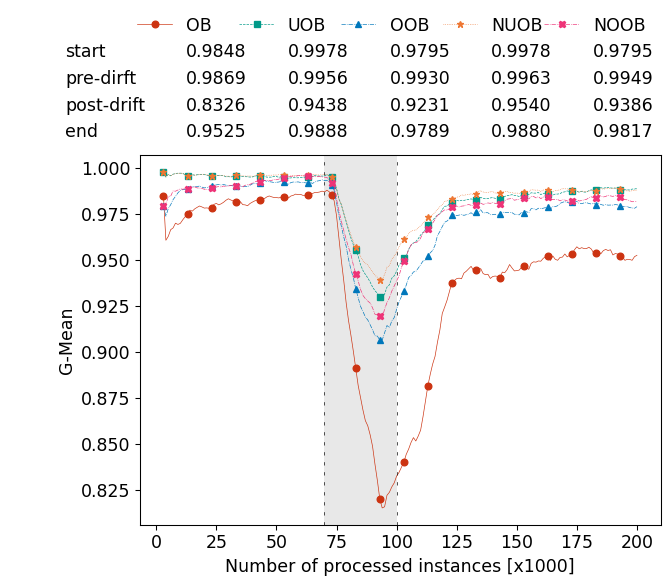 OB UOB OOB NUOB NOOB
start 0.9848 0.9978 0.9795 0.9978 0.9795
pre-dirft 0.9869 0.9956 0.9930 0.9963 0.9949
post-drift 0.8326 0.9438 0.9231 0.9540 0.9386
end 0.9525 0.9888 0.9789 0.9880 0.9817
1.000
0.975
0.950
0.925
0.900
0.875
0.850
0.825
G-Mean
0 25 50 75 100 125 150 175 200
Number of processed instances [x1000]